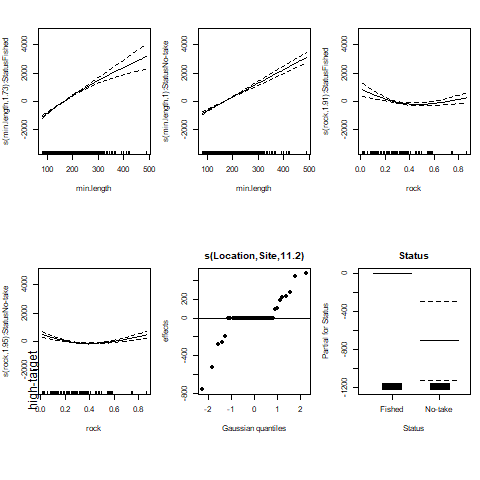 s(min.length,1.73):StatusFished
-2000 0 2000 4000
100 200 300 400 500
min.length
s(min.length,1):StatusNo-take
-2000 0 2000 4000
100 200 300 400 500
min.length
s(rock,1.91):StatusFished
-2000 0 2000 4000
0.0 0.2 0.4 0.6 0.8
rock
s(rock,1.95):StatusNo-take
-2000 0 2000 4000
0.0 0.2 0.4 0.6 0.8
rock
high-target
s(Location,Site,11.2)
effects
-800 -400 0 200
-2 -1 0 1 2
Gaussian quantiles
Status
Partial for Status
-1200 -800 -400 0
Fished No-take
Status